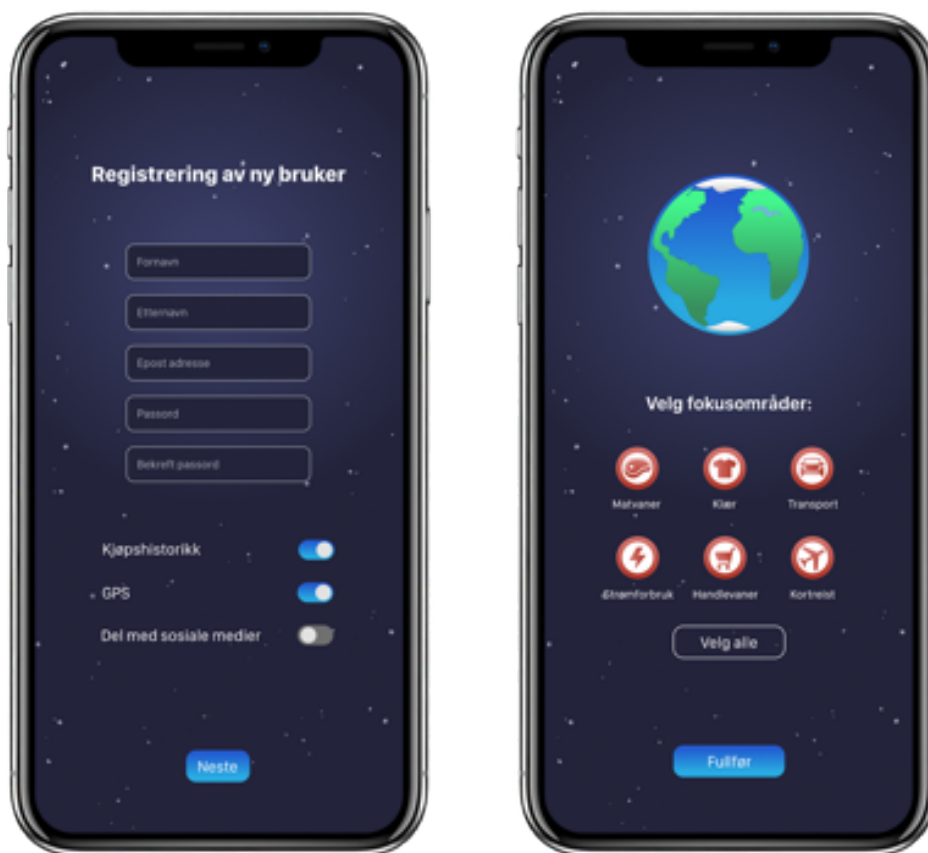 Registrering av ny bruker
Fornavn
Etternavn
Epost adresse
Passord
Bekreft passord
Kjøpshistorikk
GPS
Del med sosiale medier
Neste
Velg fokusområder:
Matvaner
Klær
Transport
Strømforbruk
Handlevaner
Kortreist
Velg alle
Fullfør